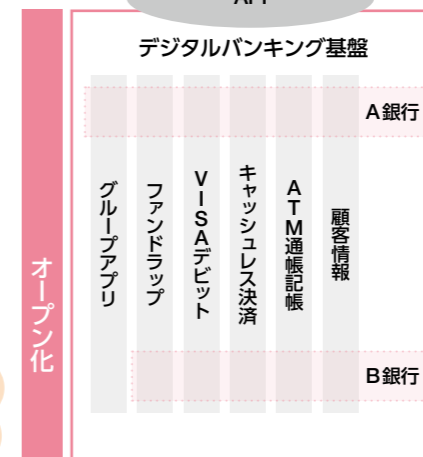 デジタルバンキング基盤
A銀行
グループアプリ
ファンドラップ
VISAデビット
キャッシュレス決済
ATM通帳記帳
顧客情報
オープン化
B銀行